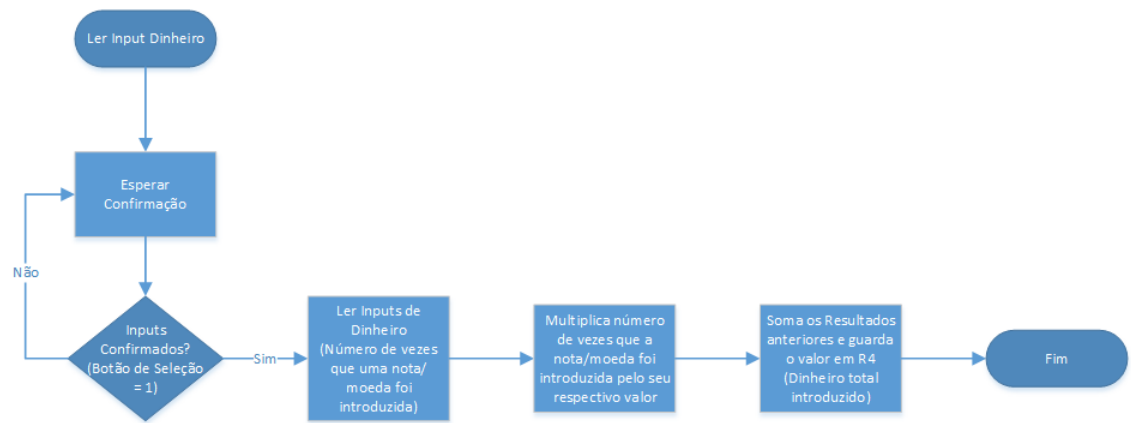 Ler Input Dinheiro
Esperar
Confirmação
Não
Inputs
Confirmados?
(Botão de Seleção
= 1)
Sim
Ler Inputs de
Dinheiro
(Número de vezes
que uma nota/
moeda foi
introduzida)
Multiplica número
de vezes que a
nota/moeda foi
introduzida pelo seu
respectivo valor
Soma os Resultados
anteriores e guarda
o valor em R4
(Dinheiro total
introduzido)
Fim